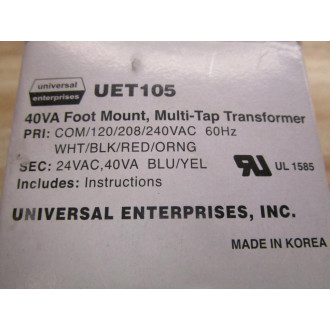 universal
enterprises
UET105
40VA Foot Mount, Multi-Tap Transformer
PRI: COM/120/208/240VAC 60Hz
WHT/BLK/RED/ORNG
SEC: 24VAC,40VA BLU/YEL
Includes: Instructions
UL 1585
UNIVERSAL ENTERPRISES, INC.
MADE IN KOREA